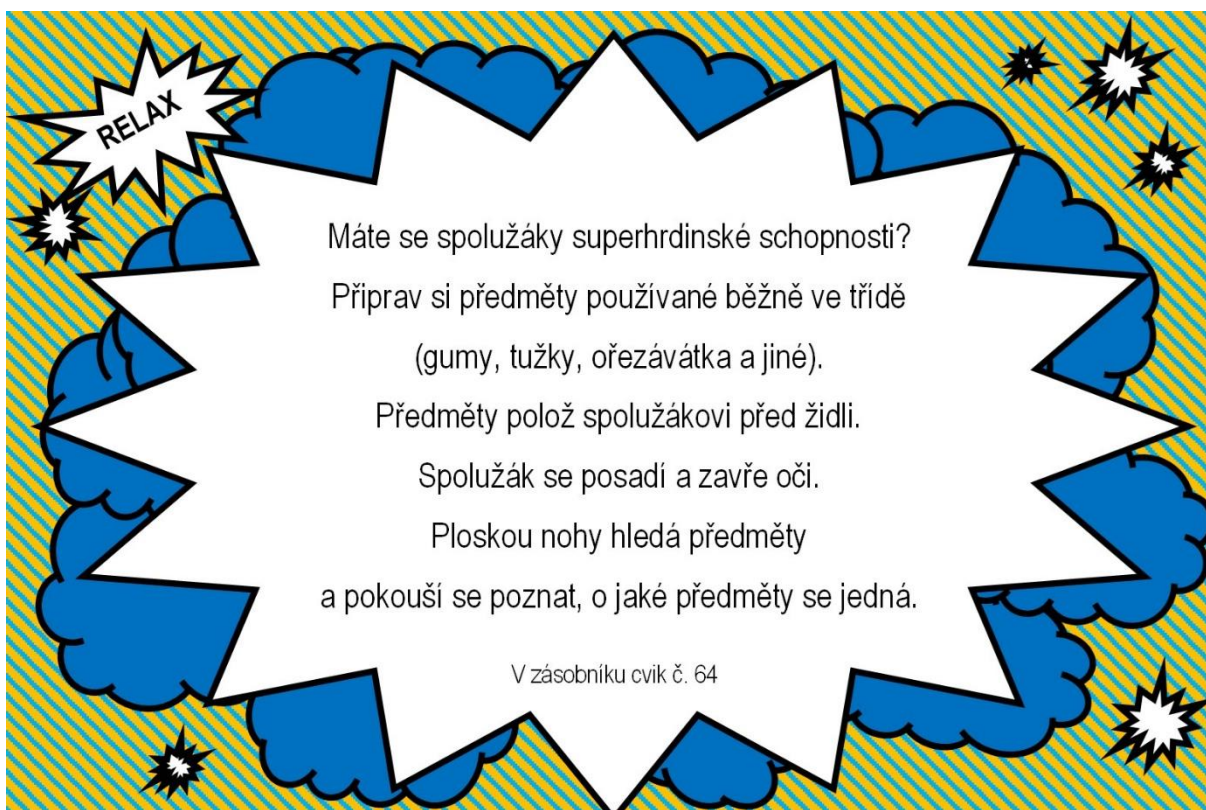 RELAX
Máte se spolužáky superhrdinské schopnosti?
Připrav si předměty používané běžně ve třídě
(gumy, tužky, ořezávátka a jiné).
Předměty polož spolužákovi před židli.
Spolužák se posadí a zavře oči.
Ploskou nohy hledá předměty
a pokouší se poznat, o jaké předměty se jedná.
V zásobníku cvik č. 64